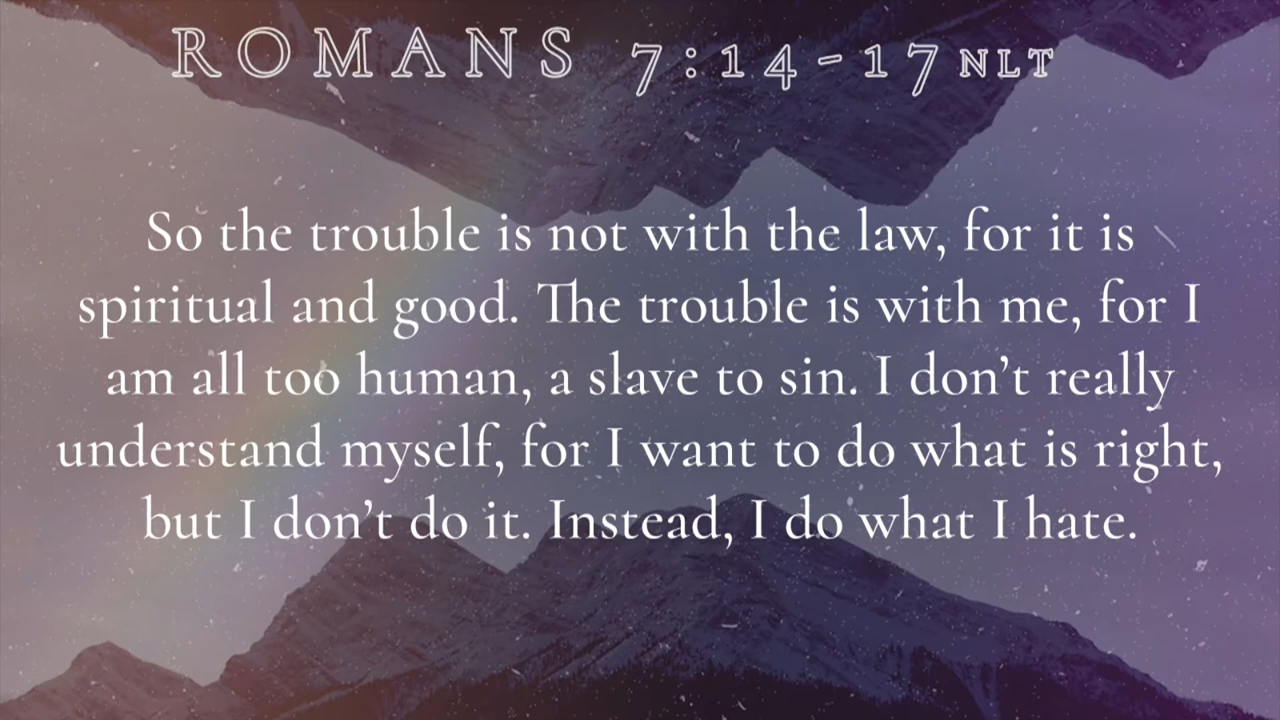 ROMANS 7:14-17 NLT
So the trouble is not with the law, for it is
spiritual and good. The trouble is with me, for I
am all too human, a slave to sin. I don’t really
understand myself, for I want to do what is right,
but I don’t do it. Instead, I do what I hate.